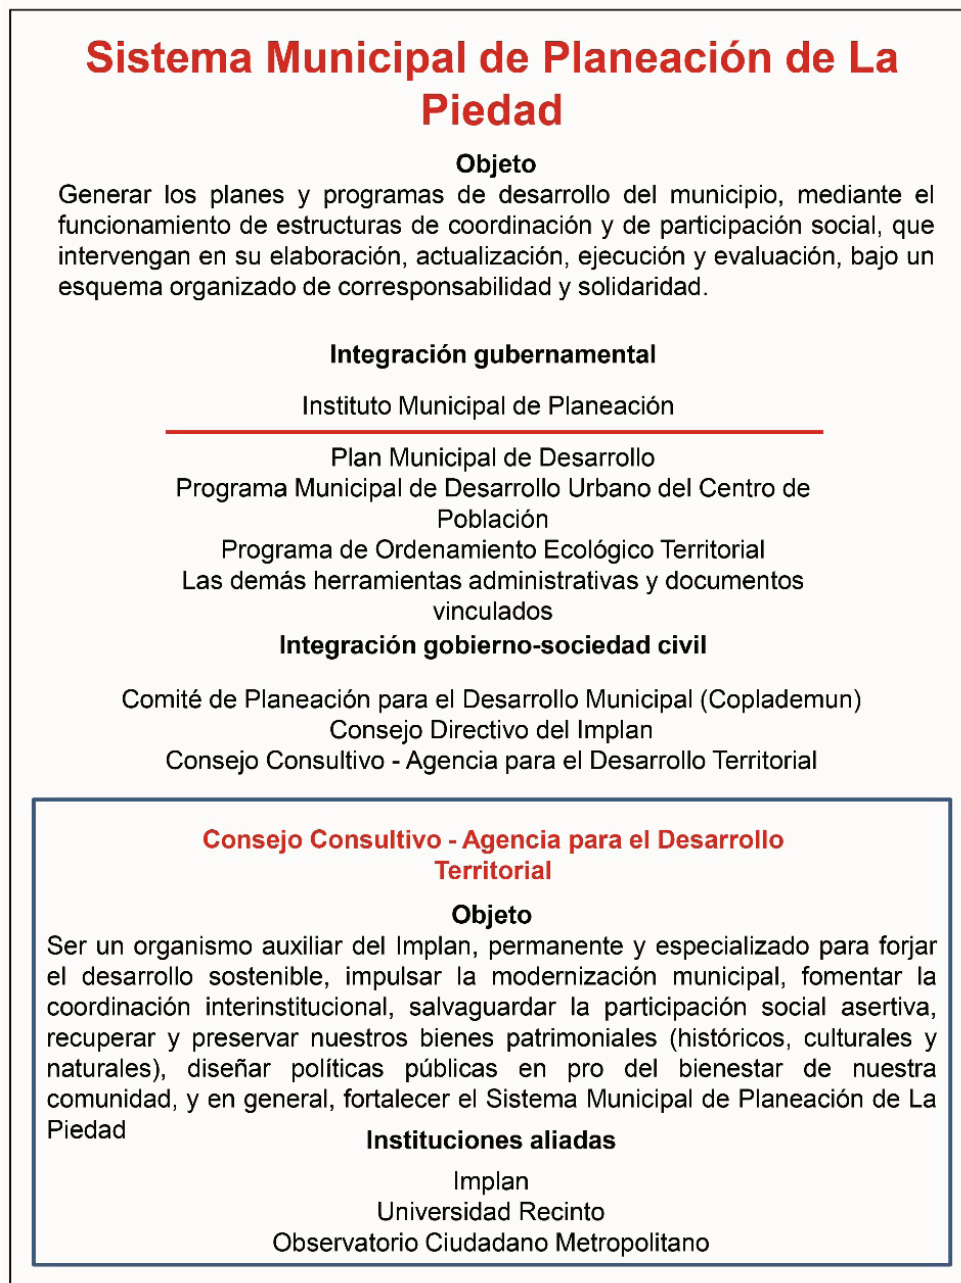 Sistema Municipal de Planeación de La
Piedad
Objeto
Generar los planes y programas de desarrollo del municipio, mediante el
funcionamiento de estructuras de coordinación y de participación social, que
intervengan en su elaboración, actualización, ejecución y evaluación, bajo un
esquema organizado de corresponsabilidad y solidaridad.
Integración gubernamental
Instituto Municipal de Planeación
Plan Municipal de Desarrollo
Programa Municipal de Desarrollo Urbano del Centro de
Población
Programa de Ordenamiento Ecológico Territorial
Las demás herramientas administrativas y documentos
vinculados
Integración gobierno-sociedad civil
Comité de Planeación para el Desarrollo Municipal (Coplademun)
Consejo Directivo del Implan
Consejo Consultivo - Agencia para el Desarrollo Territorial
Consejo Consultivo - Agencia para el Desarrollo
Territorial
Objeto
Ser un organismo auxiliar del Implan, permanente y especializado para forjar
el desarrollo sostenible, impulsar la modernización municipal, fomentar la
coordinación interinstitucional, salvaguardar la participación social asertiva,
recuperar y preservar nuestros bienes patrimoniales (históricos, culturales y
naturales), diseñar políticas públicas en pro del bienestar de nuestra
comunidad, y en general, fortalecer el Sistema Municipal de Planeación de La
Piedad
Instituciones aliadas
Implan
Universidad Recinto
Observatorio Ciudadano Metropolitano